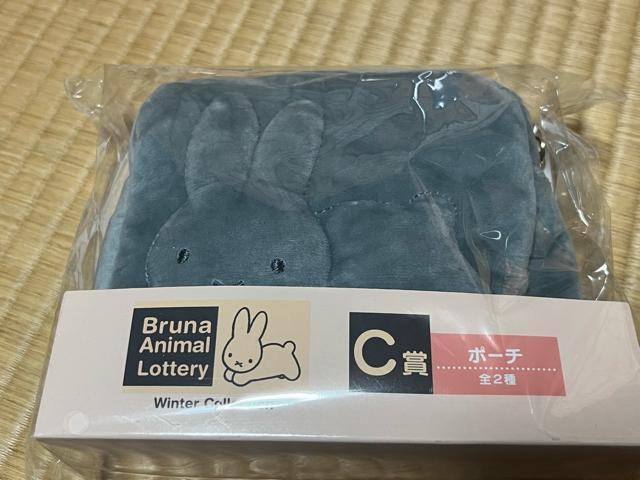 Bruna
Animal
Lottery
Winter
C賞
ポーチ
全2種